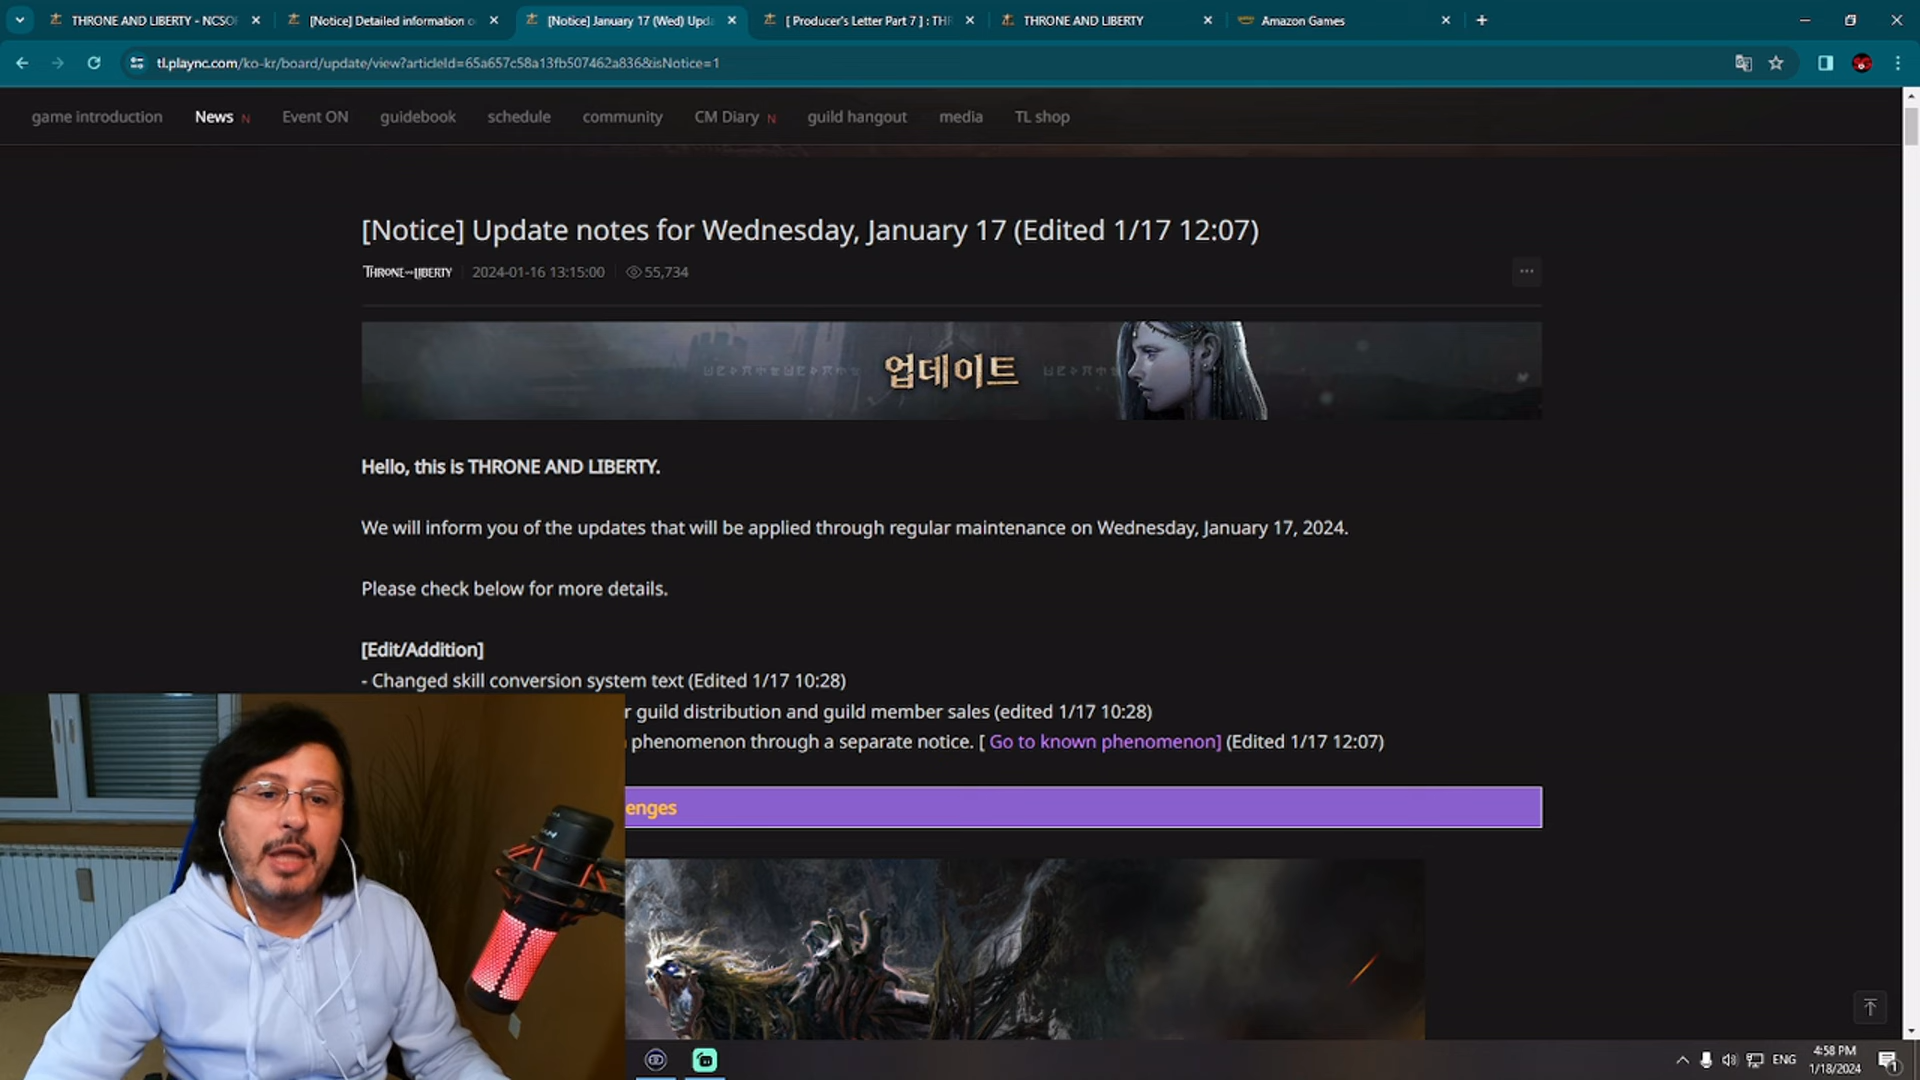 THRONE AND LIBERTY - NCSO
[Notice] Detailed information o
[Notice] January 17 (Wed) Upda
[ Producer's Letter Part 7 ] : THR
THRONE AND LIBERTY
Amazon Games
tl.plaync.com/ko-kr/board/update/view?articleId=65a657c58a13fb507462a836&isNotice=1
game introduction
News N
Event ON
guidebook
schedule
community
CM Diary N
guild hangout
media
TL shop
[Notice] Update notes for Wednesday, January 17 (Edited 1/17 12:07)
THRONE AND LIBERTY 2024-01-16 13:15:00 55,734
업데이트
Hello, this is THRONE AND LIBERTY.
We will inform you of the updates that will be applied through regular maintenance on Wednesday, January 17, 2024.
Please check below for more details.
[Edit/Addition]
- Changed skill conversion system text (Edited 1/17 10:28)
r guild distribution and guild member sales (edited 1/17 10:28)
phenomenon through a separate notice. [ Go to known phenomenon] (Edited 1/17 12:07)
enges
ENG
4:58 PM
1/18/2024
1